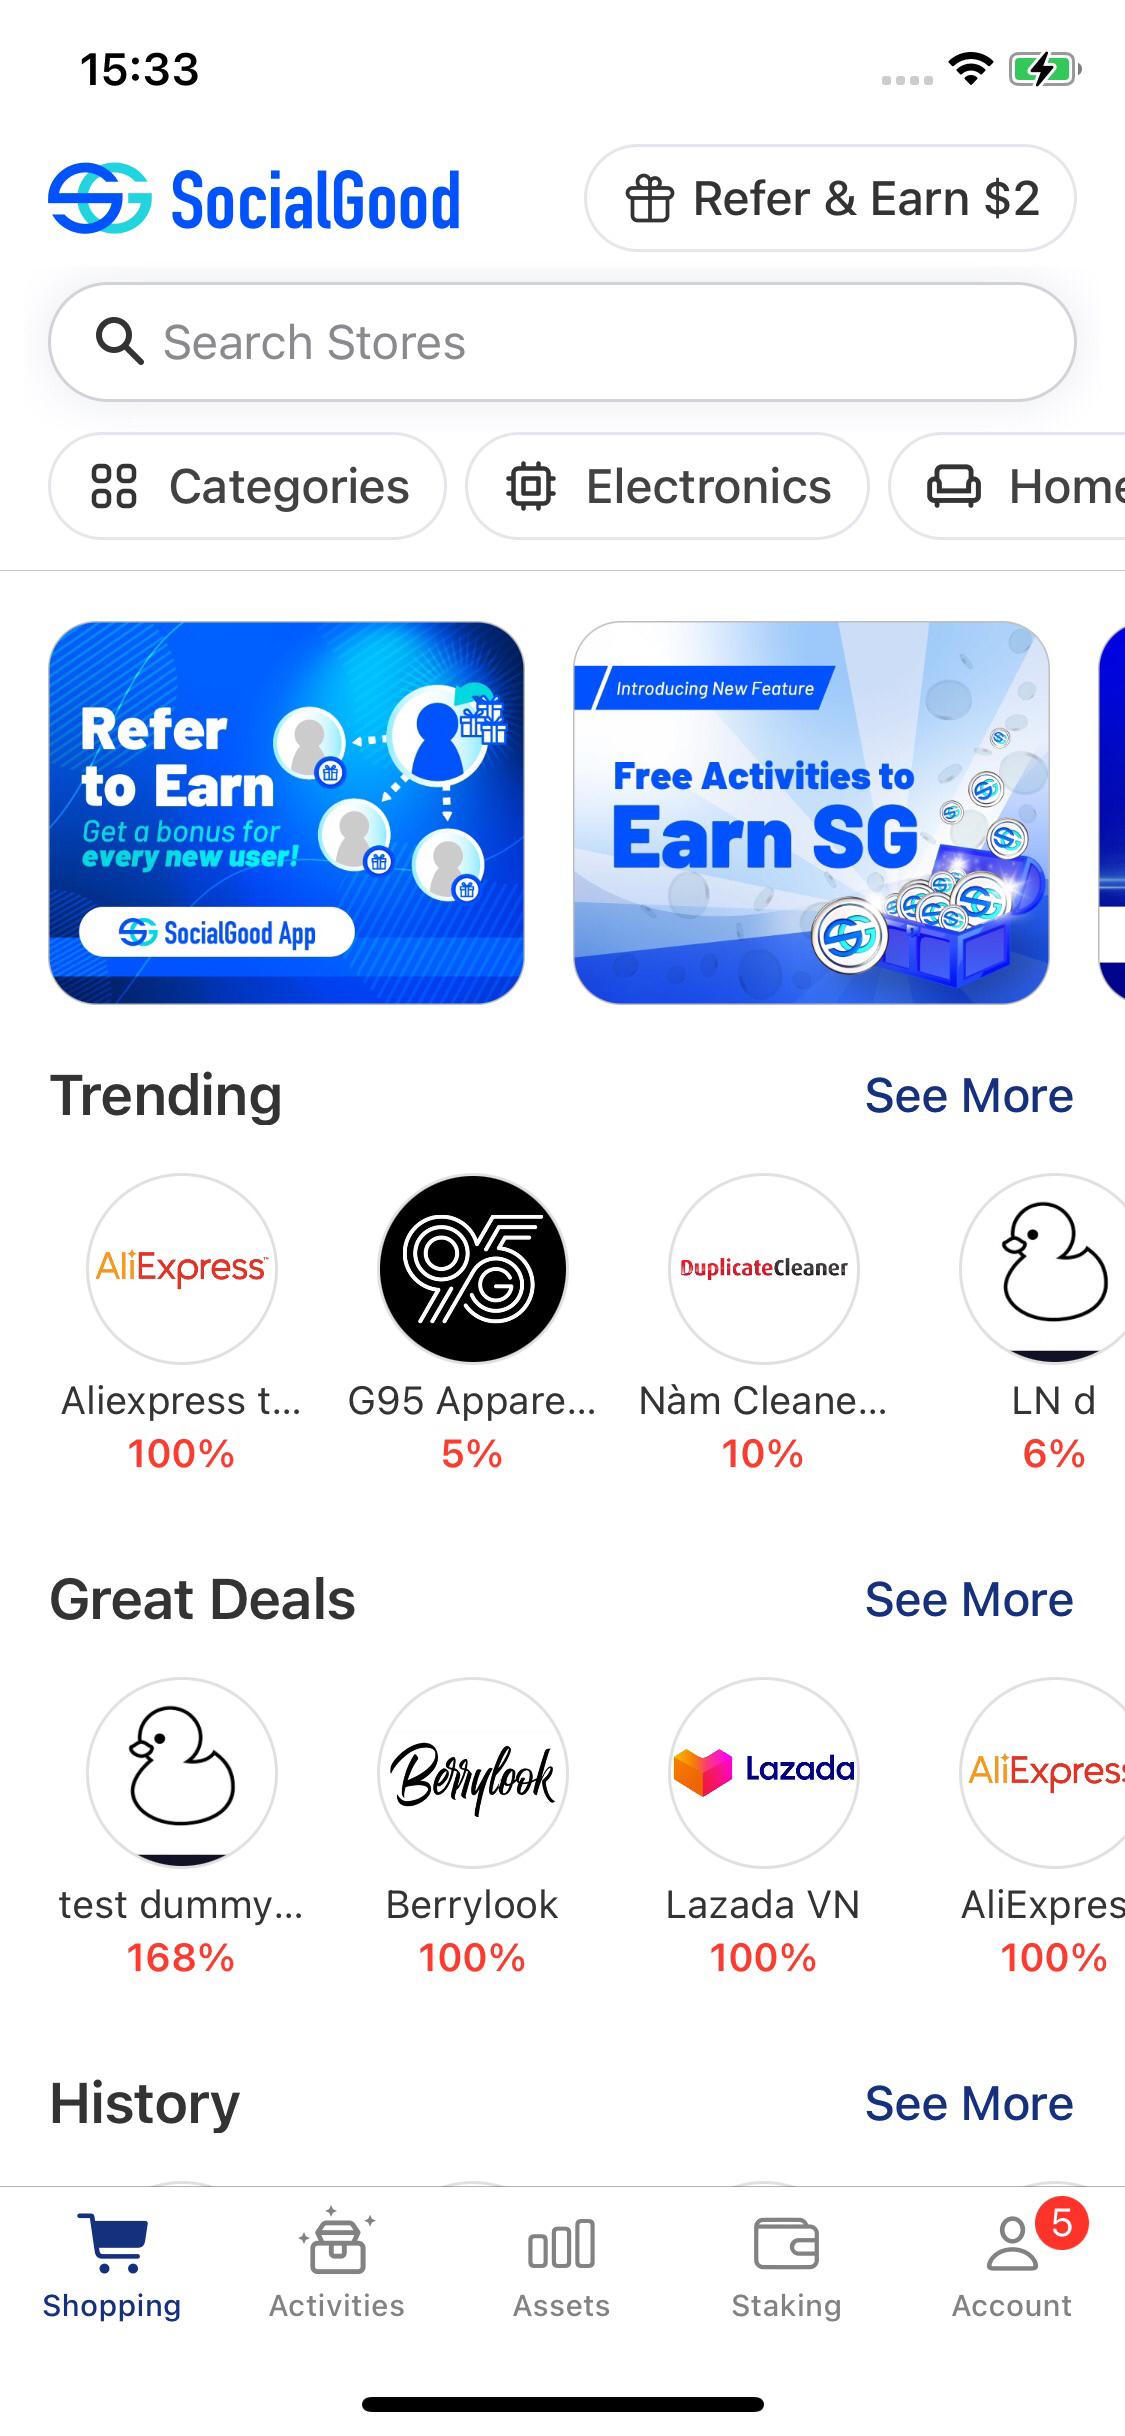 15:33
SocialGood
Refer & Earn $2
Search Stores
Categories
Electronics
Home
Refer
to Earn
Get a bonus for
every new user!
SocialGood App
Introducing New Feature
Free Activities to
Earn SG
Trending
See More
AliExpress™
95
G
DuplicateCleaner
Aliexpress t...
G95 Appare...
Nàm Cleane...
LN d
100%
5%
10%
6%
Great Deals
See More
Berrylook
Lazada
AliExpress
test dummy...
Berrylook
Lazada VN
AliExpres
168%
100%
100%
100%
History
See More
5
Shopping
Activities
Assets
Staking
Account